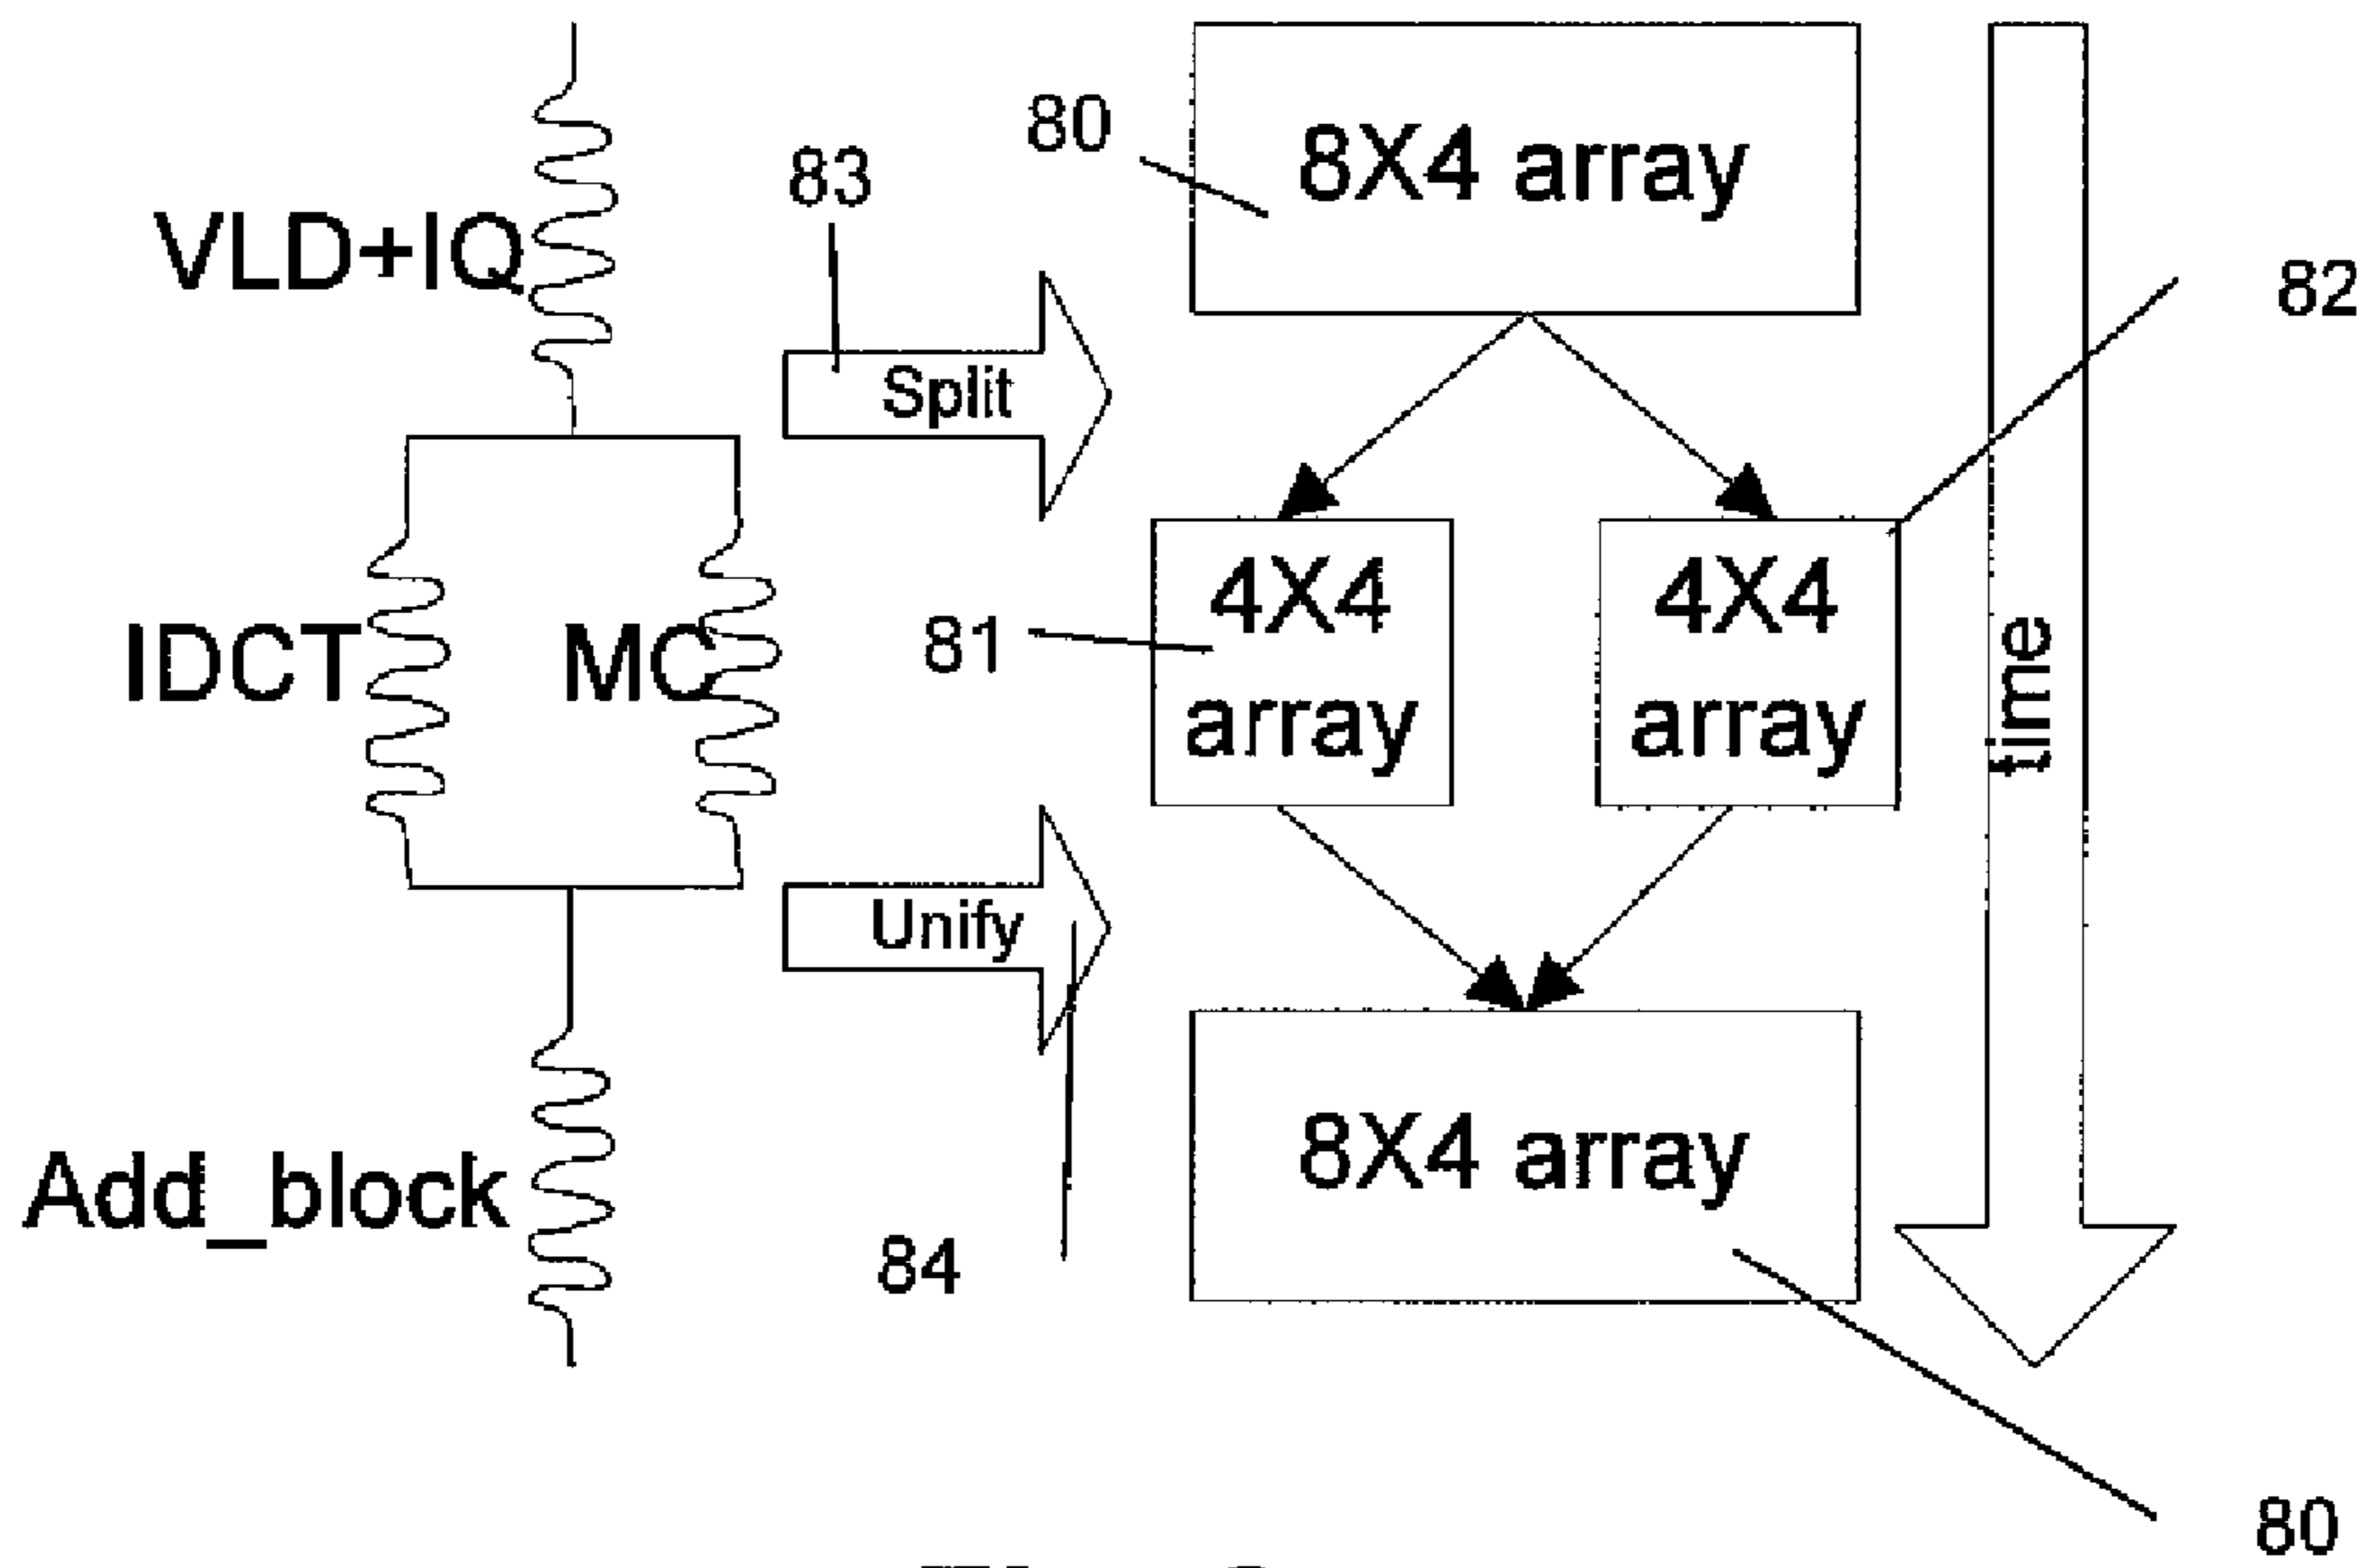 80
8X4 array
83
VLD+IQ
82
Split
IDCT
MC
81
4X4
array
4X4
array
time
Unify
Add_block
8X4 array
84
80